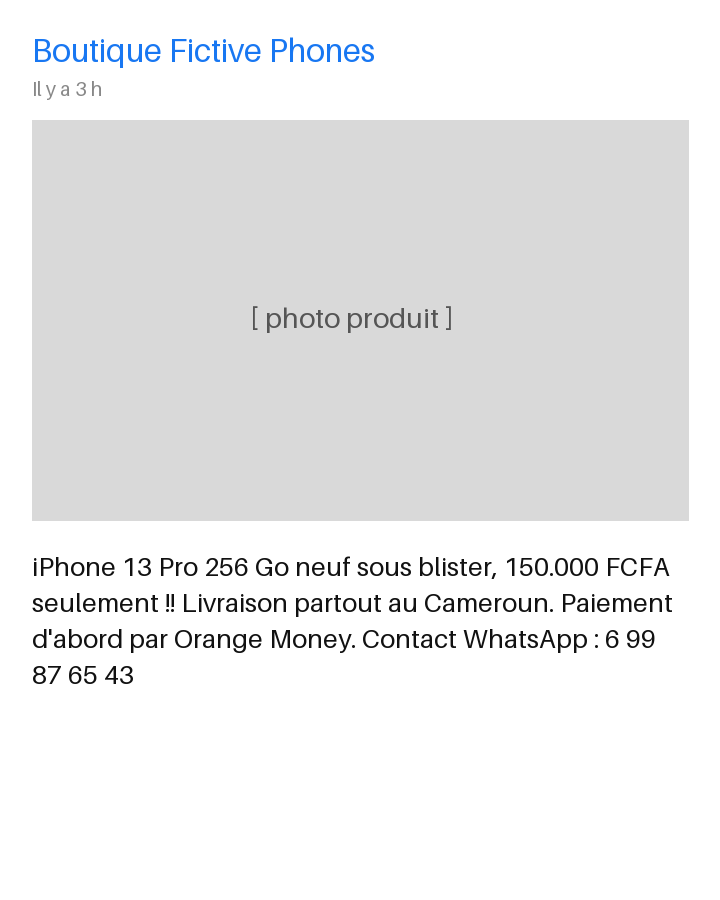 Boutique Fictive Phones
Il y a 3 h
[ photo produit ]
iPhone 13 Pro 256 Go neuf sous blister, 150.000 FCFA
seulement !! Livraison partout au Cameroun. Paiement
d'abord par Orange Money. Contact WhatsApp : 6 99
87 65 43